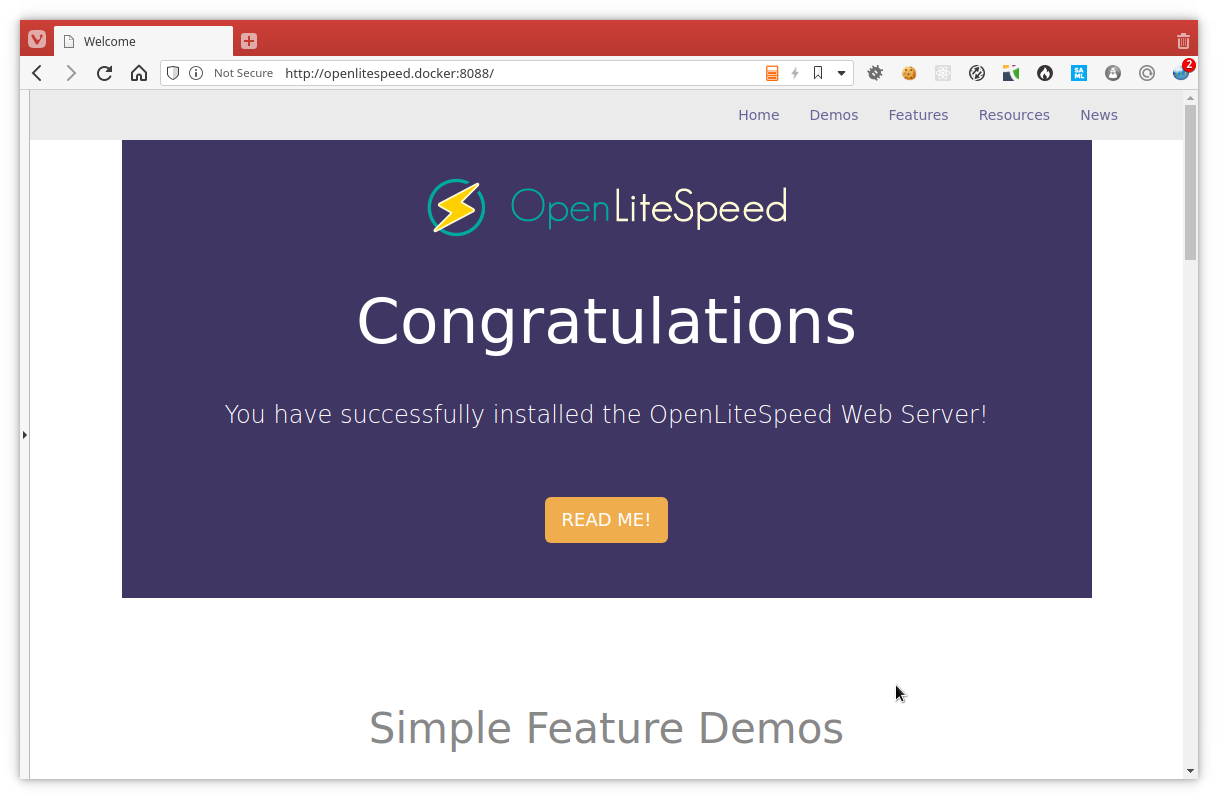 Welcome
Not Secure http://openlitespeed.docker:8088/
SA
ML
2
Home Demos Features Resources News
OpenLiteSpeed
Congratulations
You have successfully installed the OpenLiteSpeed Web Server!
READ ME!
Simple Feature Demos